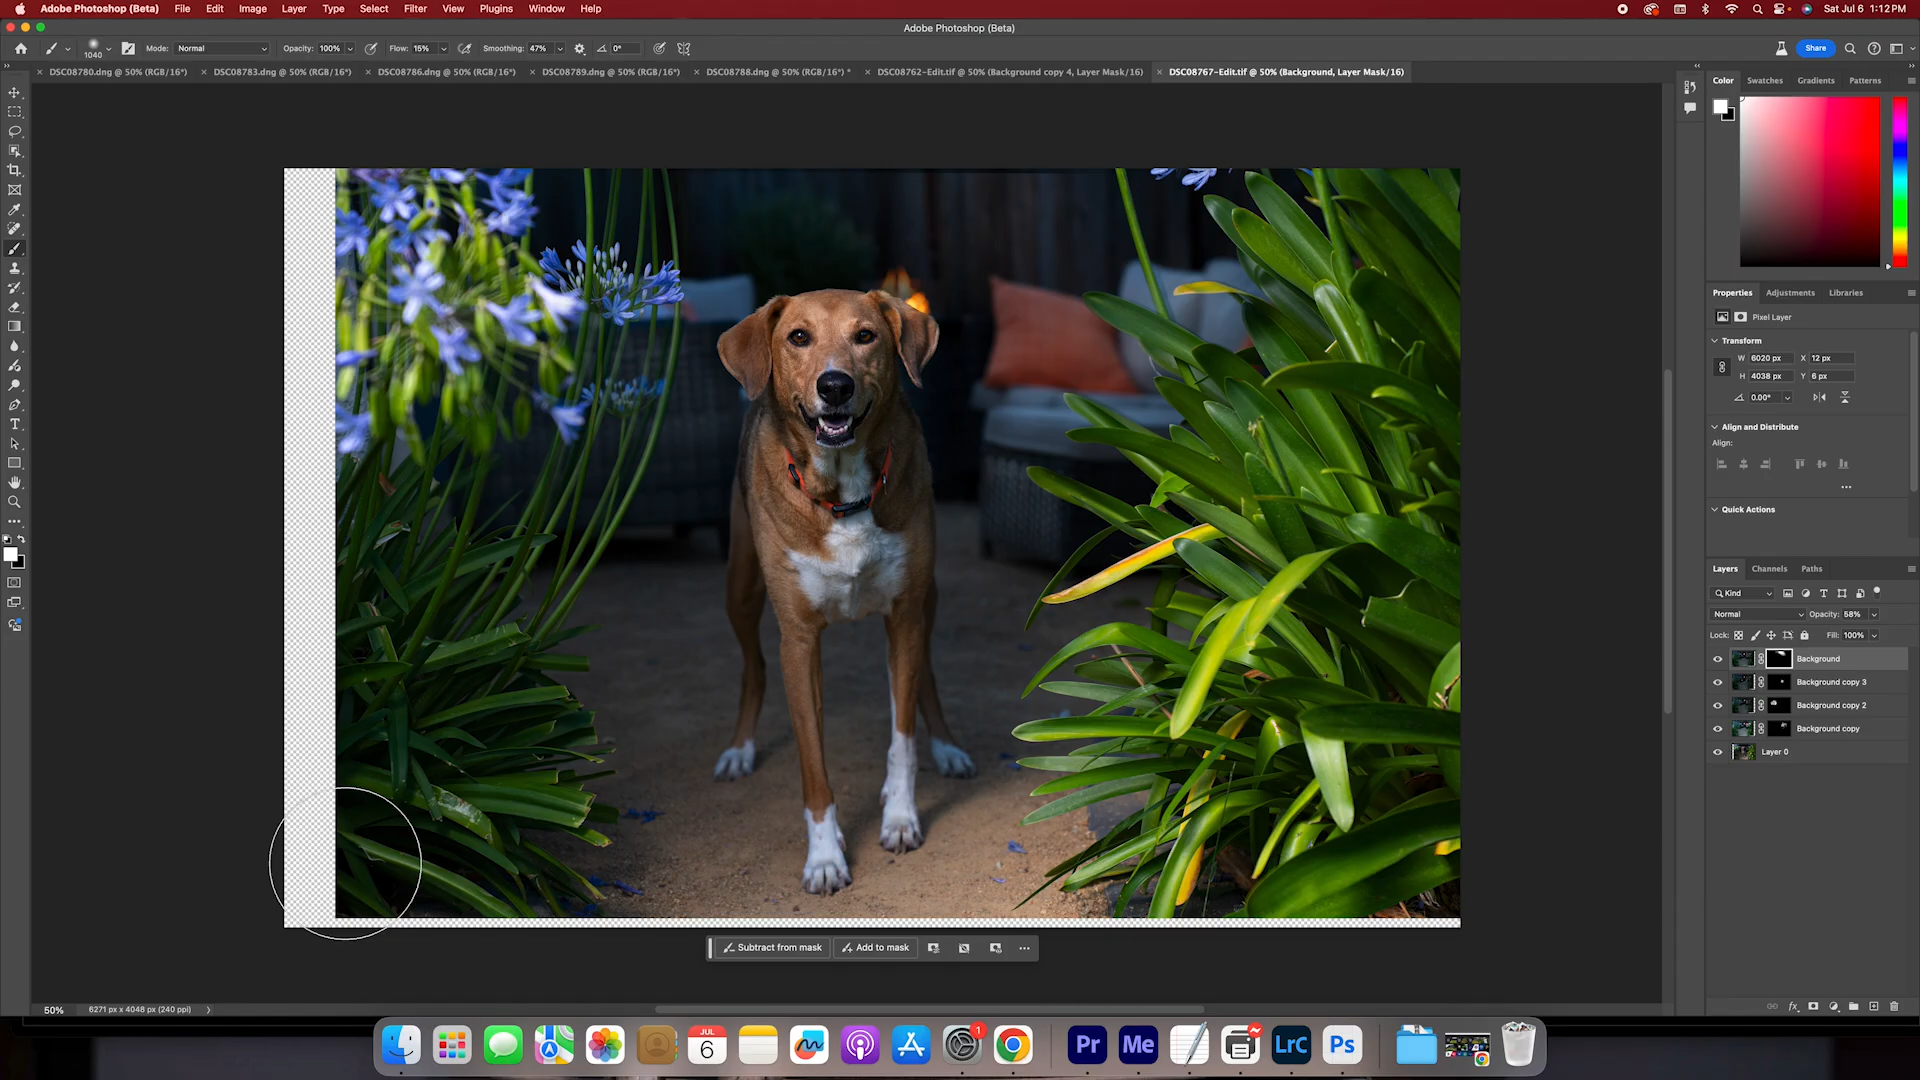 Adobe Photoshop (Beta) File Edit Image Layer Type Select Filter View Plugins Window Help Sat Jul 6 1:12 PM
Adobe Photoshop (Beta)
1040 Mode: Normal Opacity: 100% Flow: 15% Smoothing: 47% 0° Share
DSC08780.dng @ 50% (RGB/16*) DSC08783.dng @ 50% (RGB/16*) DSC08786.dng @ 50% (RGB/16*) DSC08789.dng @ 50% (RGB/16*) DSC08788.dng @ 50% (RGB/16*) * DSC08762-Edit.tif @ 50% (Background copy 4, Layer Mask/16) DSC08767-Edit.tif @ 50% (Background, Layer Mask/16)
Color Swatches Gradients Patterns
Properties Adjustments Libraries
Pixel Layer
Transform
W 6020 px X 12 px
H 4038 px Y 6 px
0.00°
Align and Distribute
Align:
Quick Actions
Layers Channels Paths
Kind
Normal Opacity: 58%
Lock: Fill: 100%
Background
Background copy 3
Background copy 2
Background copy
Layer 0
Subtract from mask Add to mask
50% 6271 px x 4048 px (240 ppi)
JUL
6
1
Pr Me LrC Ps